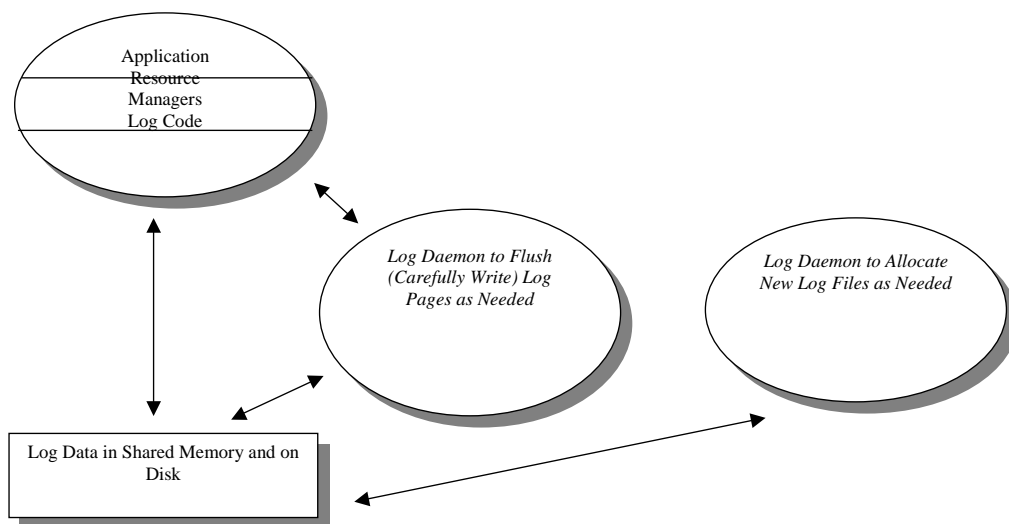 Application
Resource
Managers
Log Code
Log Daemon to Flush
(Carefully Write) Log
Pages as Needed
Log Daemon to Allocate
New Log Files as Needed
Log Data in Shared Memory and on
Disk